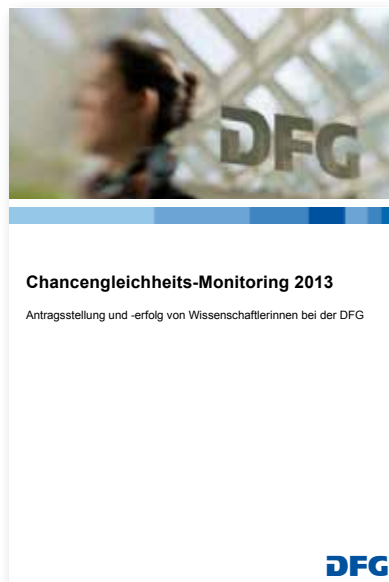 DFG
Chancengleichheits-Monitoring 2013
Antragsstellung und -erfolg von Wissenschaftlerinnen bei der DFG
DFG